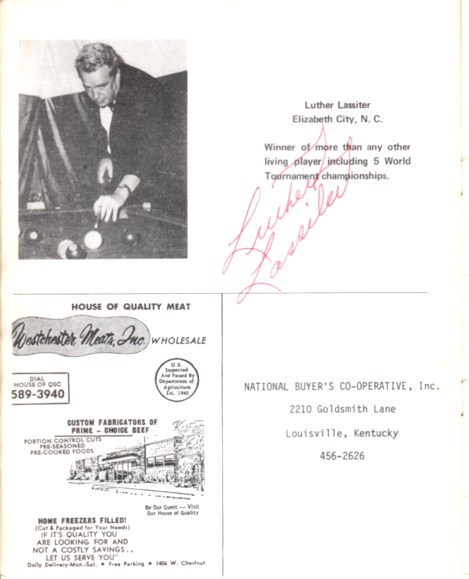 Luther Lassiter
Elizabeth City, N. C.
Winner of more than any other
living player including 5 World
Tournament championships.
Luther
Lassiter
HOUSE OF QUALITY MEAT
Westchester Meats, Inc. WHOLESALE
DIAL
HOUSE OF QSC
589-3940
U.S.
Inspected
And Passed By
Department of
Agriculture
Est. 1940
CUSTOM FABRICATORS OF
PRIME - CHOICE BEEF
PORTION CONTROL CUTS
PRE-SEASONED
PRE-COOKED FOODS
Be Our Guest — Visit
Our House of Quality
HOME FREEZERS FILLED!
(Cut & Packaged for Your Needs)
IF IT'S QUALITY YOU
ARE LOOKING FOR AND
NOT A COSTLY SAVINGS..
LET US SERVE YOU"
Daily Delivery-Mon.-Sat. • Free Parking • 1406 W. Chestnut
NATIONAL BUYER'S CO-OPERATIVE, Inc.
2210 Goldsmith Lane
Louisville, Kentucky
456-2626